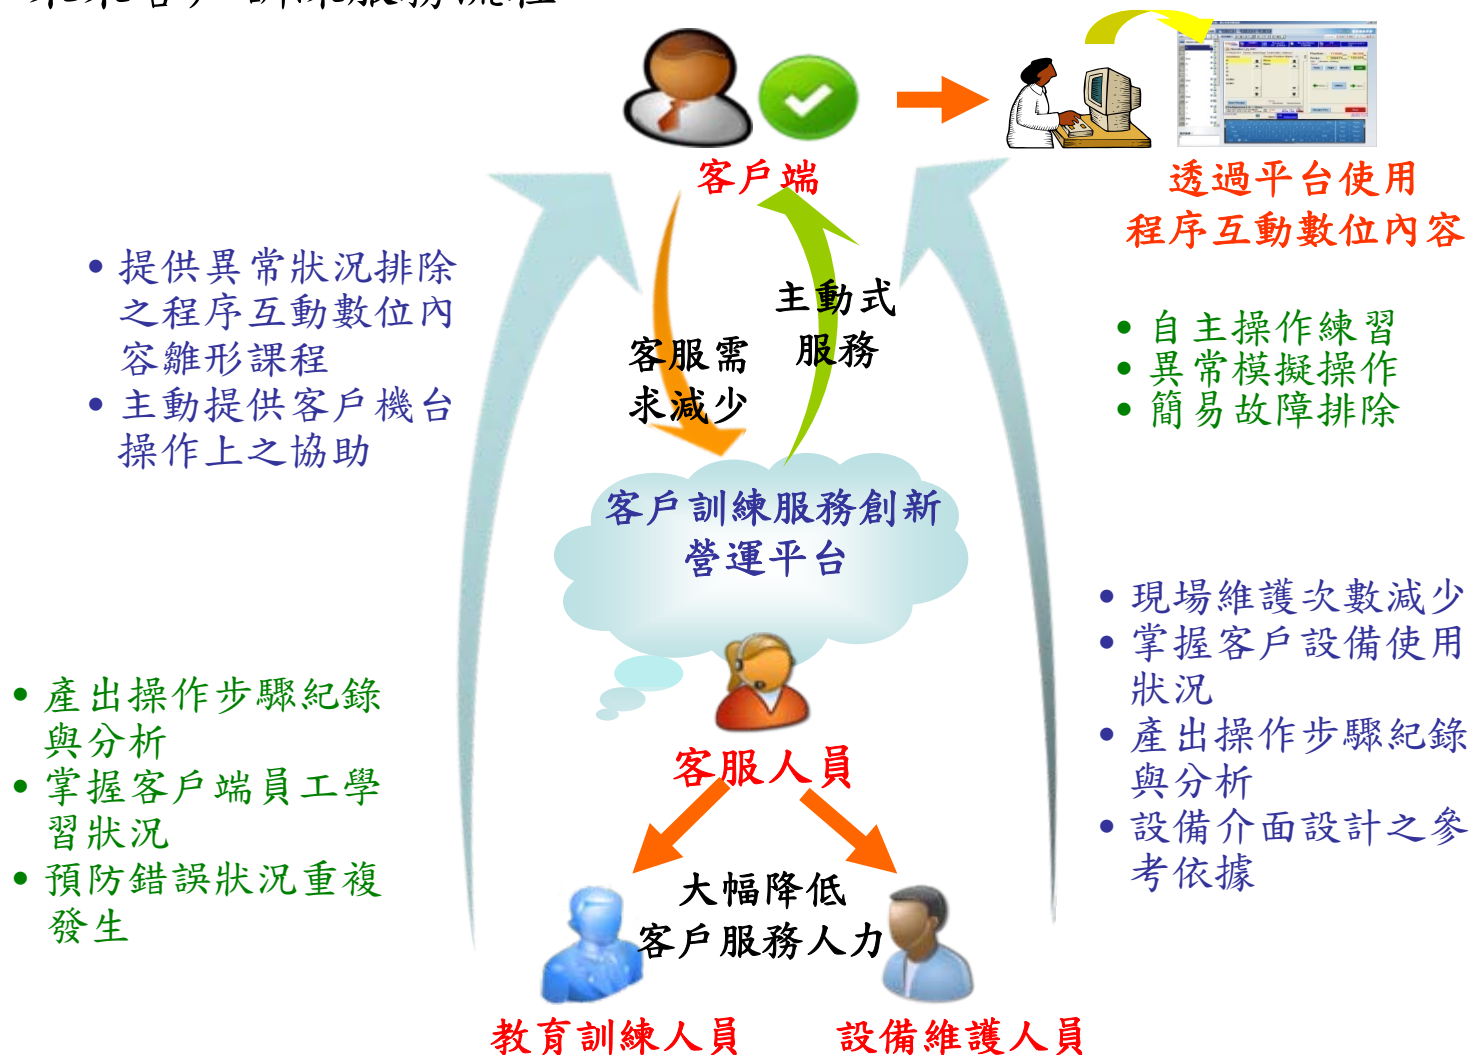 客戶訓練服務流程
客戶端
透過平台使用
程序互動數位內容
• 提供異常狀況排除
之程序互動數位內
容雛形課程
• 主動提供客戶機台
操作上之協助
主動式
服務
客服需
求減少
• 自主操作練習
• 異常模擬操作
• 簡易故障排除
客戶訓練服務創新
營運平台
• 現場維護次數減少
• 掌握客戶設備使用
狀況
• 產出操作步驟紀錄
與分析
• 設備介面設計之參
考依據
• 產出操作步驟紀錄
與分析
• 掌握客戶端員工學
習狀況
• 預防錯誤狀況重複
發生
客服人員
大幅降低
客戶服務人力
教育訓練人員
設備維護人員